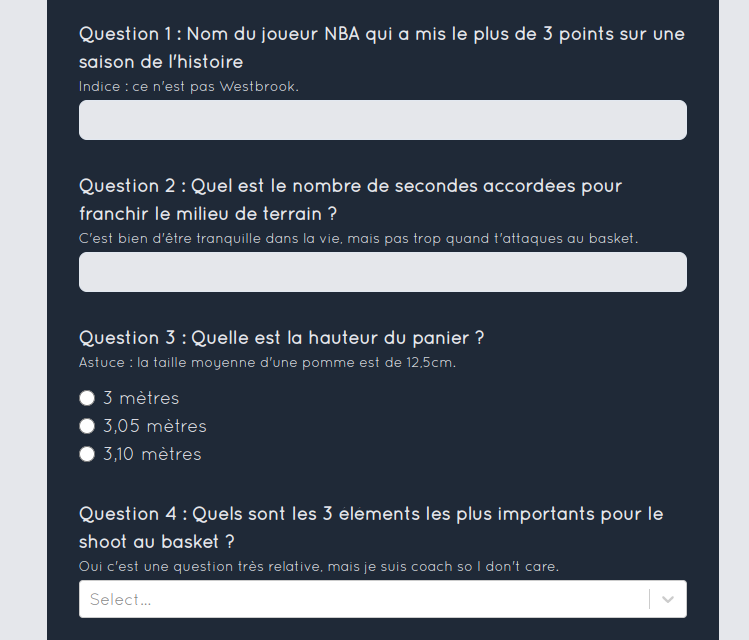 Question 1 : Nom du joueur NBA qui a mis le plus de 3 points sur une
saison de l'histoire
Indice : ce n'est pas Westbrook.
Question 2 : Quel est le nombre de secondes accordées pour
franchir le milieu de terrain ?
C'est bien d'être tranquille dans la vie, mais pas trop quand t'attaques au basket.
Question 3 : Quelle est la hauteur du panier ?
Astuce : la taille moyenne d'une pomme est de 12,5cm.
3 mètres
3,05 mètres
3,10 mètres
Question 4 : Quels sont les 3 éléments les plus importants pour le
shoot au basket ?
Oui c'est une question très relative, mais je suis coach so I don't care.
Select...